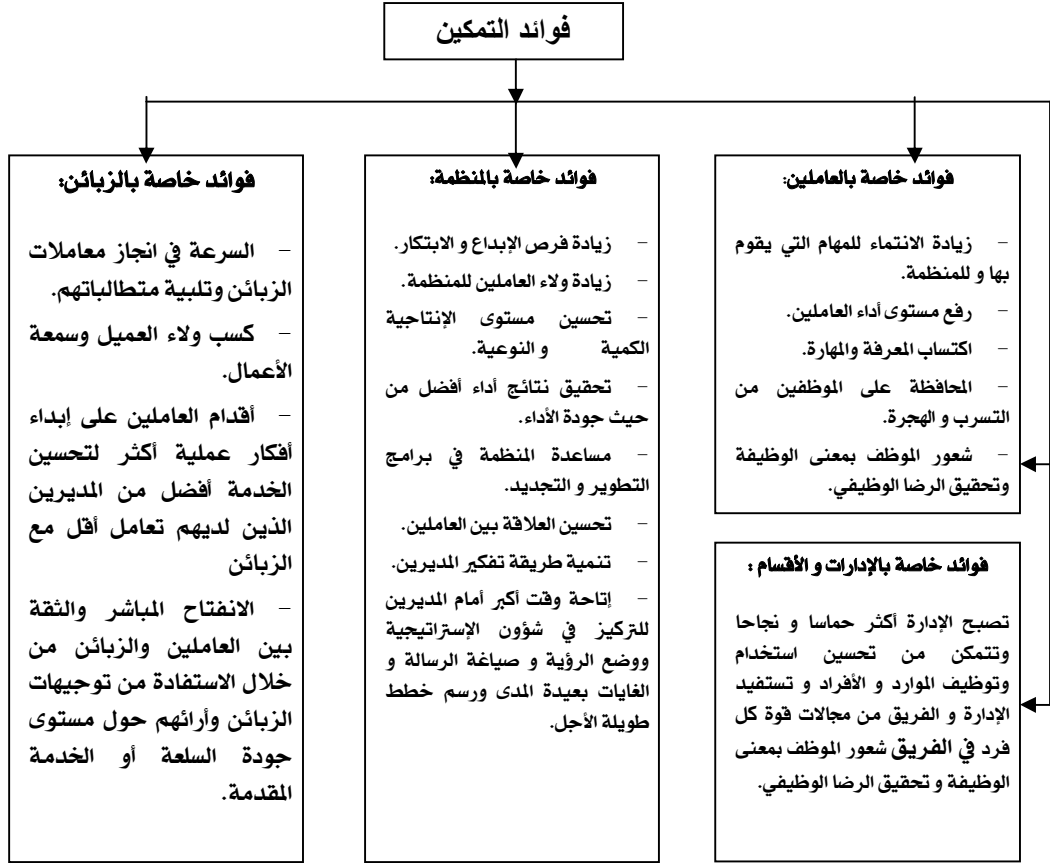 فوائد التمكين
فوائد خاصة بالعاملين:
– زيادة الانتماء للمهام التي يقوم
بها و للمنظمة.
– رفع مستوى أداء العاملين.
– اكتساب المعرفة والمهارة.
– المحافظة على الموظفين من
التسرب و الهجرة.
– شعور الموظف بمعنى الوظيفة
وتحقيق الرضا الوظيفي.
فوائد خاصة بالإدارات و الأقسام :
تصبح الإدارة أكثر حماسا و نجاحا
وتتمكن من تحسين استخدام
وتوظيف الموارد و الأفراد و تستفيد
الإدارة و الفريق من مجالات قوة كل
فرد في الفريق شعور الموظف بمعنى
الوظيفة و تحقيق الرضا الوظيفي.
فوائد خاصة بالمنظمة:
– زيادة فرص الإبداع و الابتكار.
– زيادة ولاء العاملين للمنظمة.
– تحسين مستوى الإنتاجية
الكمية و النوعية.
– تحقيق نتائج أداء أفضل من
حيث جودة الأداء.
– مساعدة المنظمة في برامج
التطوير و التجديد.
– تحسين العلاقة بين العاملين.
– تنمية طريقة تفكير المديرين.
– إتاحة وقت أكبر أمام المديرين
للتركيز في شؤون الإستراتيجية
ووضع الرؤية و صياغة الرسالة و
الغايات بعيدة المدى ورسم خطط
طويلة الأجل.
فوائد خاصة بالزبائن:
– السرعة في انجاز معاملات
الزبائن وتلبية متطالباتهم.
– كسب ولاء العميل وسمعة
الأعمال.
– أقدام العاملين على إبداء
أفكار عملية أكثر لتحسين
الخدمة أفضل من المديرين
الذين لديهم تعامل أقل مع
الزبائن
– الانفتاح المباشر والثقة
بين العاملين والزبائن من
خلال الاستفادة من توجيهات
الزبائن وأرائهم حول مستوى
جودة السلعة أو الخدمة
المقدمة.